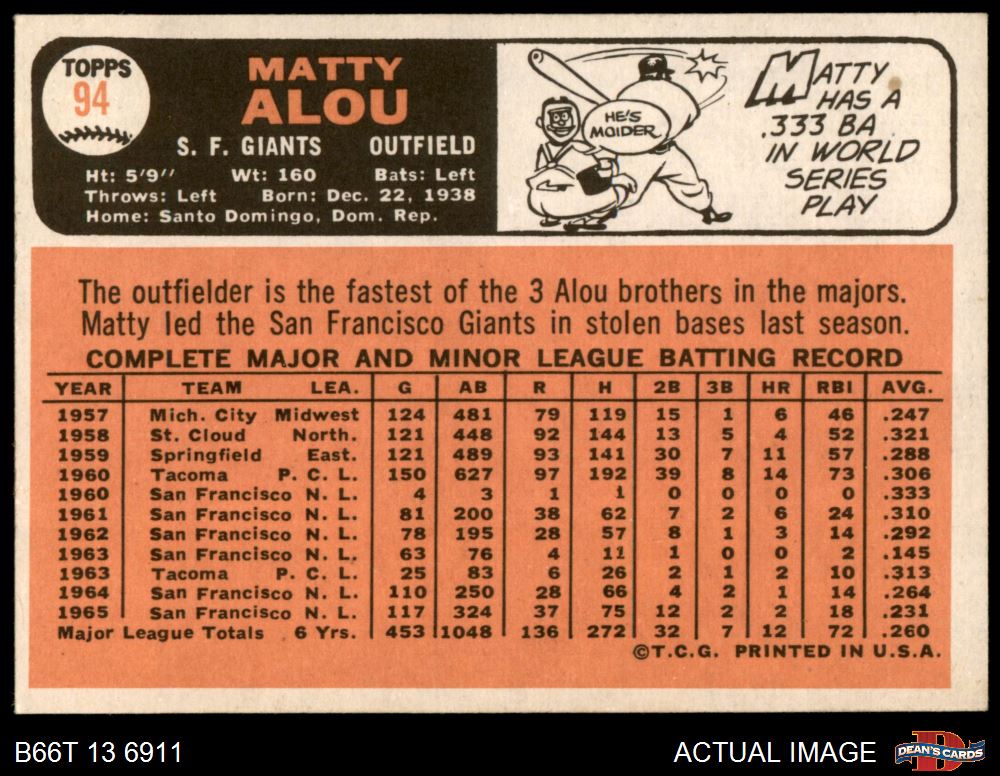 TOPPS
94
MATTY
ALOU
S. F. GIANTS OUTFIELD
Ht: 5'9" Wt: 160 Bats: Left
Throws: Left Born: Dec. 22, 1938
Home: Santo Domingo, Dom. Rep.
HE'S
MOIDER
MATTY
HAS A
.333 BA
IN WORLD
SERIES
PLAY
The outfielder is the fastest of the 3 Alou brothers in the majors.
Matty led the San Francisco Giants in stolen bases last season.
COMPLETE MAJOR AND MINOR LEAGUE BATTING RECORD
YEAR TEAM LEA. G AB R H 2B 3B HR RBI AVG.
1957 Mich. City Midwest 124 481 79 119 15 1 6 46 .247
1958 St. Cloud North. 121 448 92 144 13 5 4 52 .321
1959 Springfield East. 121 489 93 141 30 7 11 57 .288
1960 Tacoma P. C. L. 150 627 97 192 39 8 14 73 .306
1960 San Francisco N. L. 4 3 1 1 0 0 0 0 .333
1961 San Francisco N. L. 81 200 38 62 7 2 6 24 .310
1962 San Francisco N. L. 78 195 28 57 8 1 3 14 .292
1963 San Francisco N. L. 63 76 4 11 1 0 0 2 .145
1963 Tacoma P. C. L. 25 83 6 26 2 1 2 10 .313
1964 San Francisco N. L. 110 250 28 66 4 2 1 14 .264
1965 San Francisco N. L. 117 324 37 75 12 2 2 18 .231
Major League Totals 6 Yrs. 453 1048 136 272 32 7 12 72 .260
©T.C.G. PRINTED IN U.S.A.
B66T 13 6911
ACTUAL IMAGE
DEAN'S CARDS